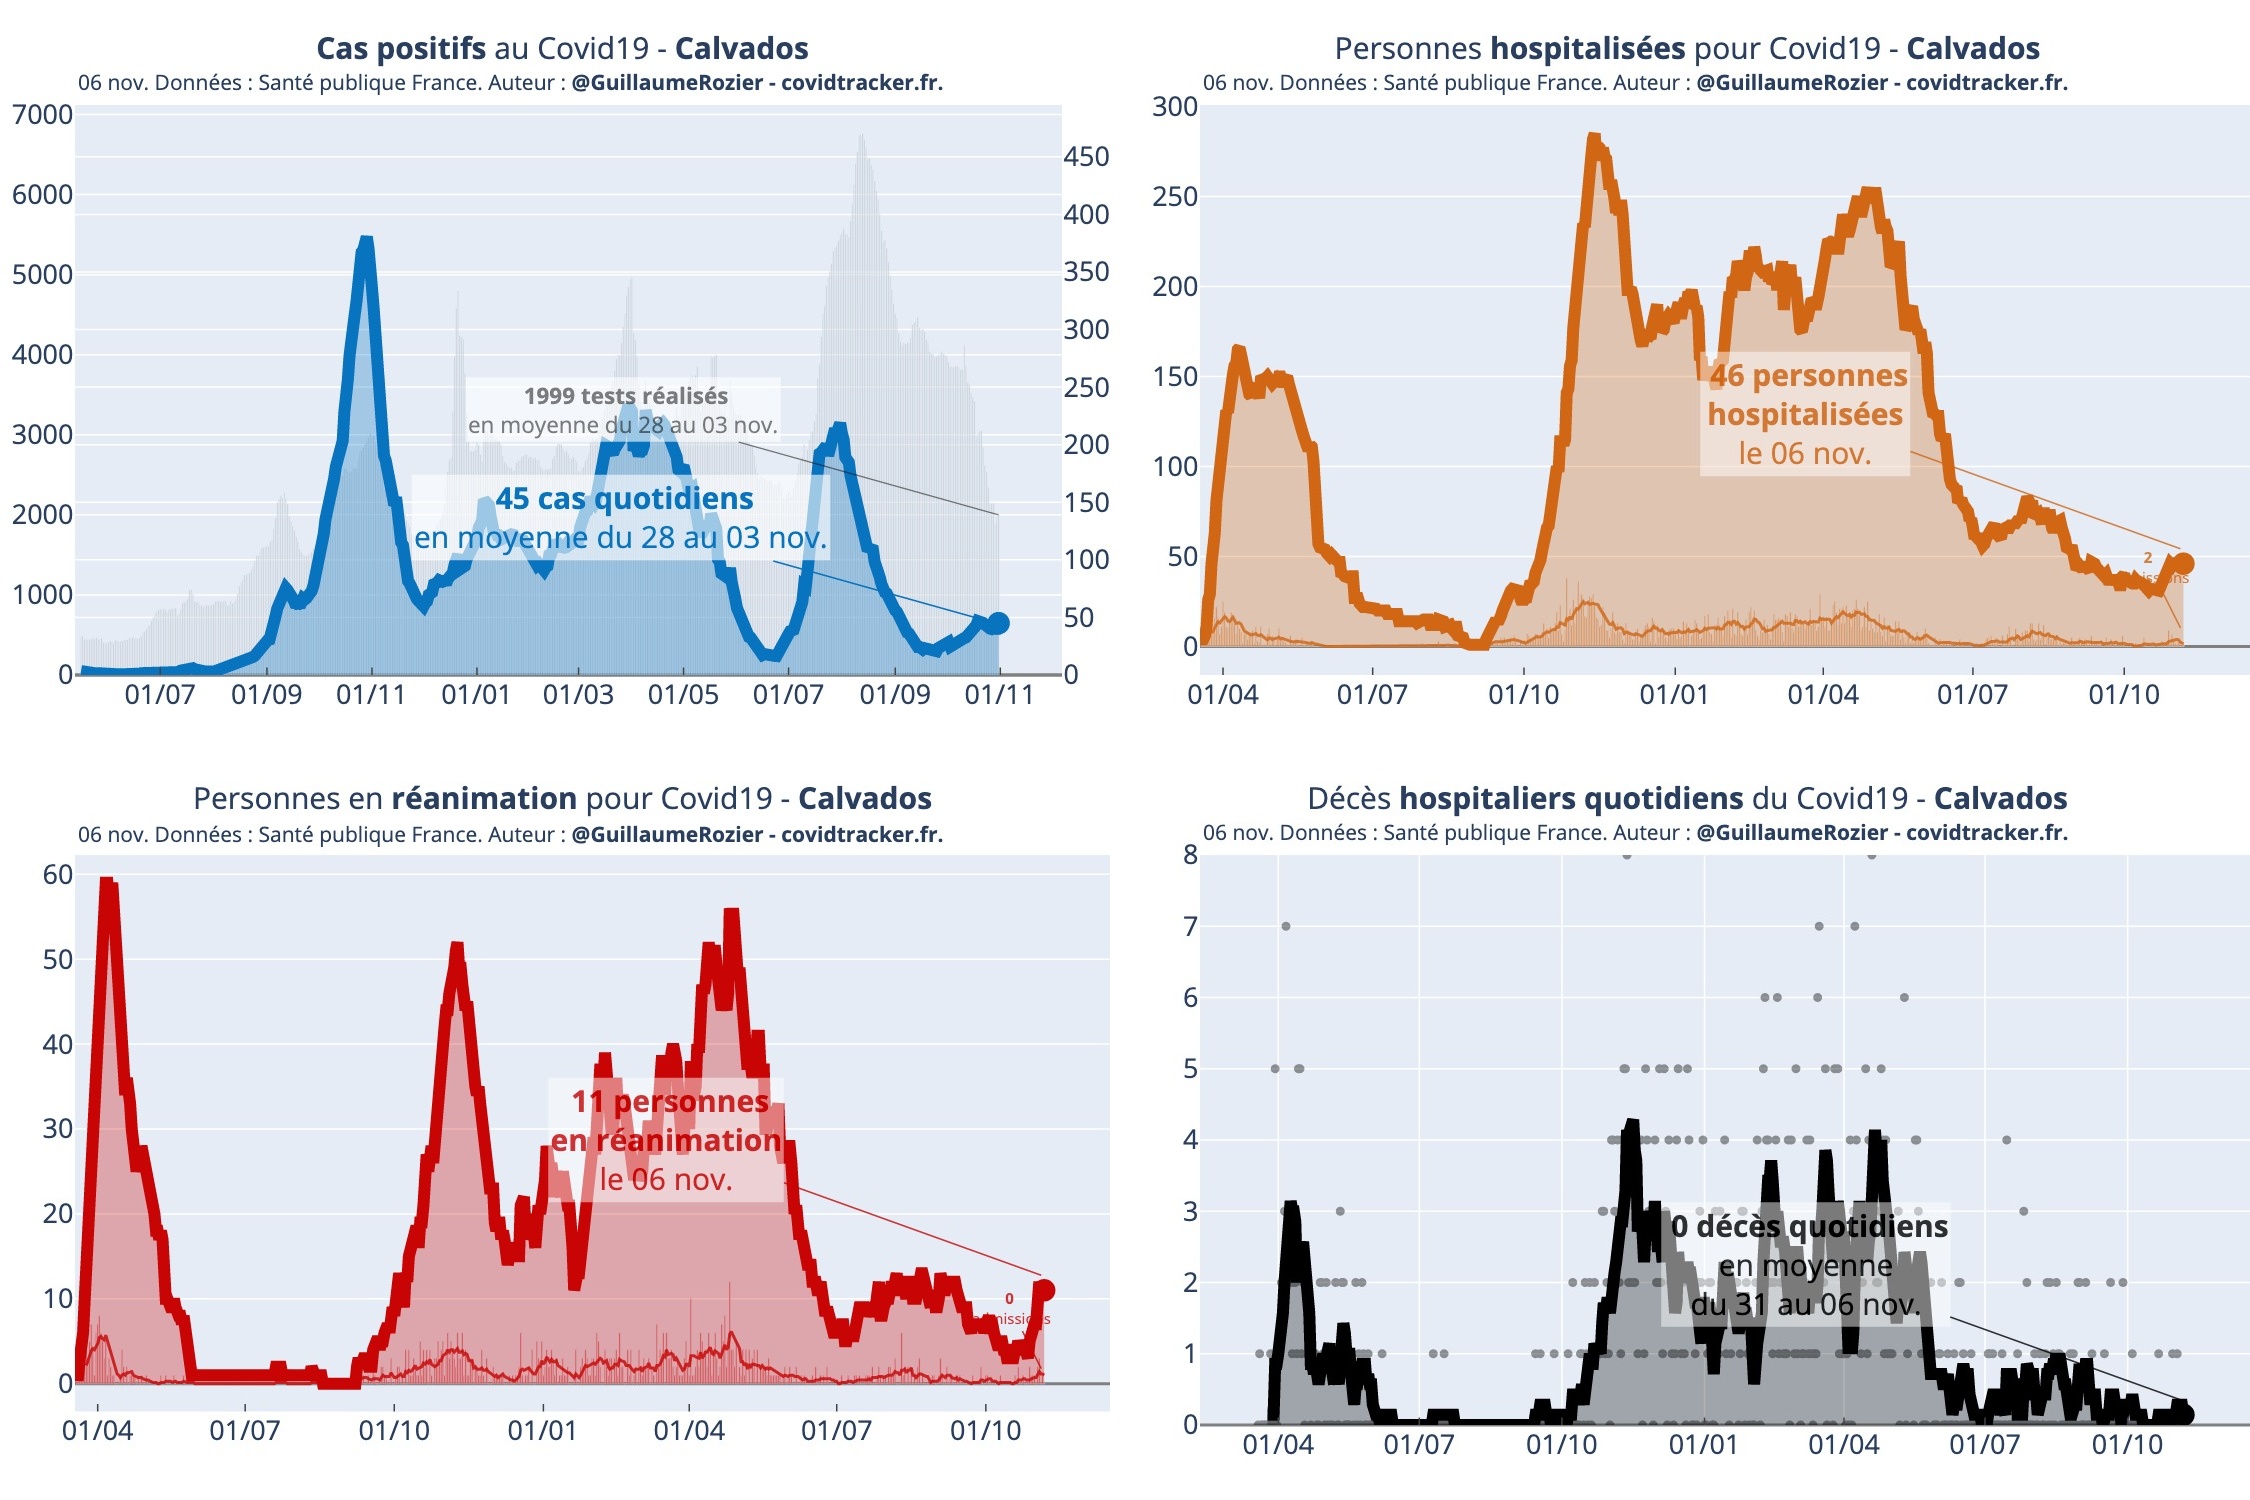 Cas positifs au Covid19 - Calvados
06 nov. Données : Santé publique France. Auteur : @GuillaumeRozier - covidtracker.fr.
7000
6000
5000
4000
3000
2000
1000
0
450
400
350
300
250
200
150
100
50
0
1999 tests réalisés
en moyenne du 28 au 03 nov.
45 cas quotidiens
en moyenne du 28 au 03 nov.
01/07 01/09 01/11 01/01 01/03 01/05 01/07 01/09 01/11
Personnes hospitalisées pour Covid19 - Calvados
06 nov. Données : Santé publique France. Auteur : @GuillaumeRozier - covidtracker.fr.
300
250
200
150
100
50
0
46 personnes
hospitalisées
le 06 nov.
2
01/04 01/07 01/10 01/01 01/04 01/07 01/10
Personnes en réanimation pour Covid19 - Calvados
06 nov. Données : Santé publique France. Auteur : @GuillaumeRozier - covidtracker.fr.
60
50
40
30
20
10
0
11 personnes
en réanimation
le 06 nov.
0
admissions
01/04 01/07 01/10 01/01 01/04 01/07 01/10
Décès hospitaliers quotidiens du Covid19 - Calvados
06 nov. Données : Santé publique France. Auteur : @GuillaumeRozier - covidtracker.fr.
8
7
6
5
4
3
2
1
0
0 décès quotidiens
en moyenne
du 31 au 06 nov.
01/04 01/07 01/10 01/01 01/04 01/07 01/10